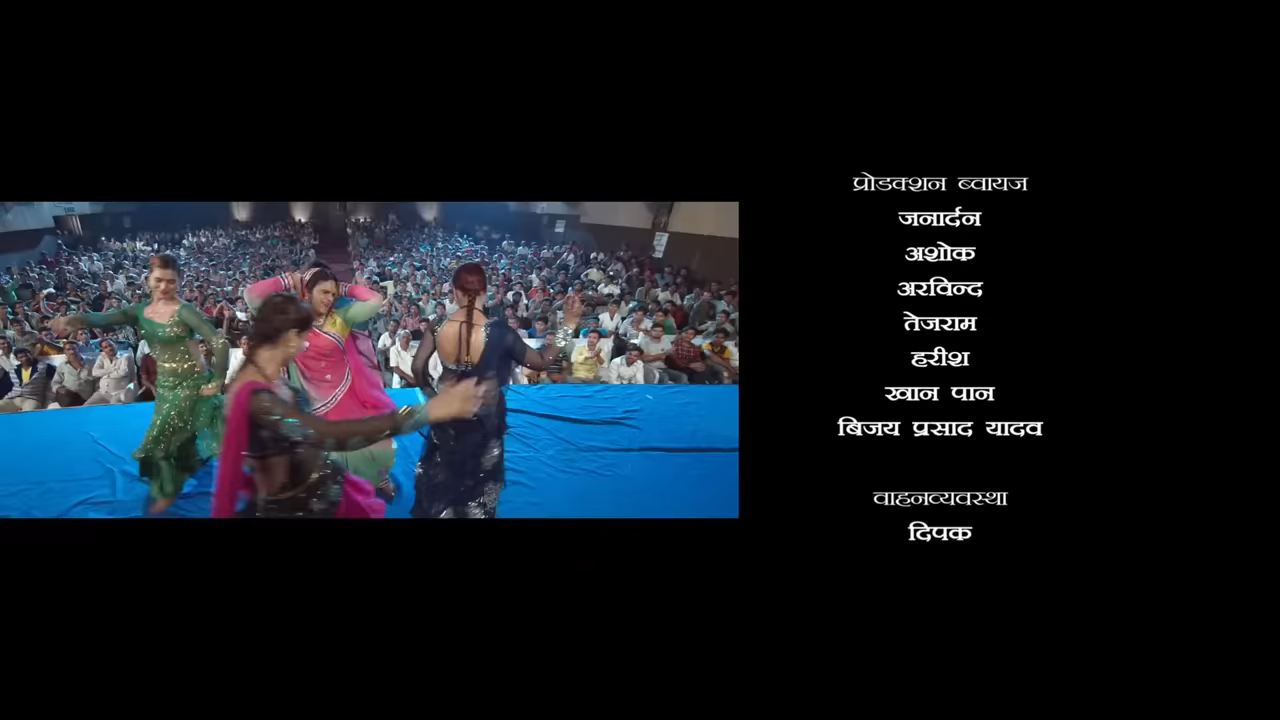 प्रोडक्शन ब्वायज
जनार्दन
अशोक
अरविन्द
तेजराम
हरीश
खान पान
बिजय प्रसाद यादव
वाहनव्यवस्था
दिपक